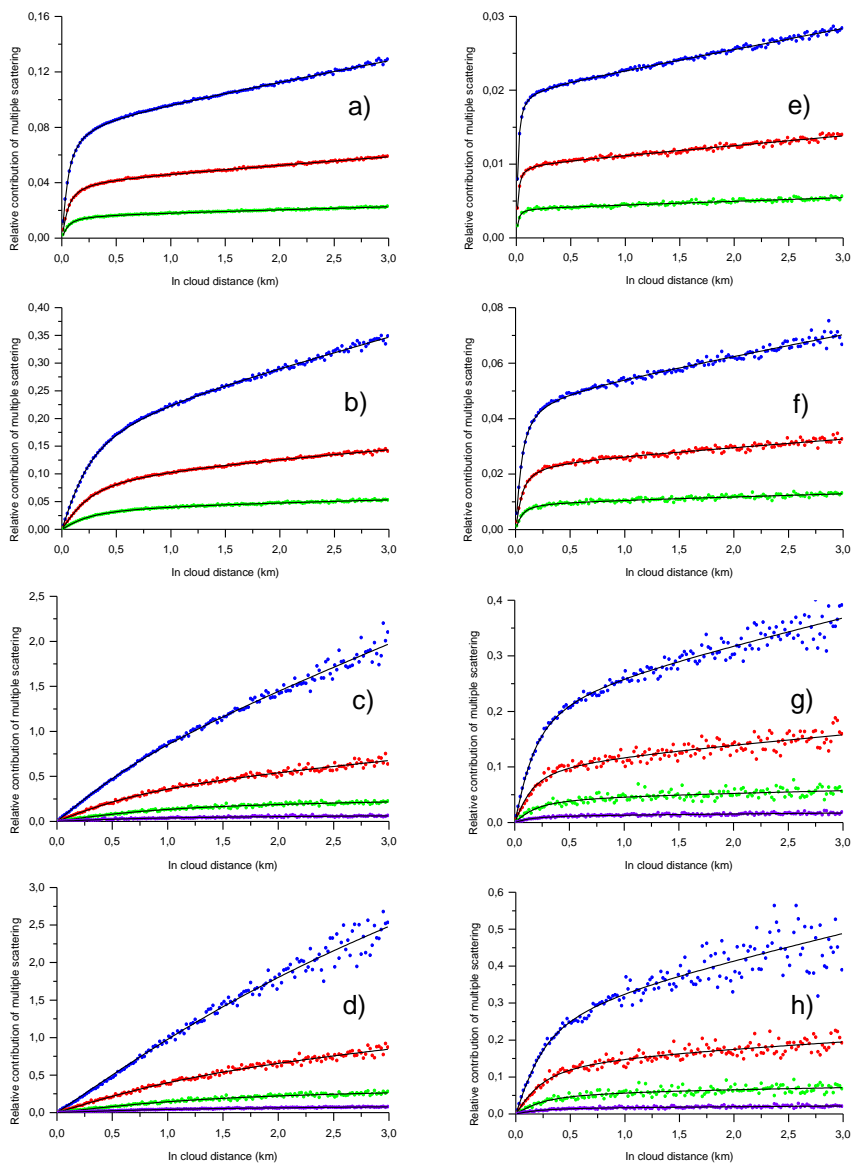 0,16
0,12
0,08
0,04
0,00
0,0 0,5 1,0 1,5 2,0 2,5 3,0
In cloud distance (km)
Relative contribution of multiple scattering
a)
0,03
0,02
0,01
0,00
0,0 0,5 1,0 1,5 2,0 2,5 3,0
In cloud distance (km)
Relative contribution of multiple scattering
e)
0,40
0,35
0,30
0,25
0,20
0,15
0,10
0,05
0,00
0,0 0,5 1,0 1,5 2,0 2,5 3,0
In cloud distance (km)
Relative contribution of multiple scattering
b)
0,08
0,06
0,04
0,02
0,00
0,0 0,5 1,0 1,5 2,0 2,5 3,0
In cloud distance (km)
Relative contribution of multiple scattering
f)
2,5
2,0
1,5
1,0
0,5
0,0
0,0 0,5 1,0 1,5 2,0 2,5 3,0
In cloud distance (km)
Relative contribution of multiple scattering
c)
0,4
0,3
0,2
0,1
0,0
0,0 0,5 1,0 1,5 2,0 2,5 3,0
In cloud distance (km)
Relative contribution of multiple scattering
g)
3,0
2,5
2,0
1,5
1,0
0,5
0,0
0,0 0,5 1,0 1,5 2,0 2,5 3,0
In cloud distance (km)
Relative contribution of multiple scattering
d)
0,6
0,5
0,4
0,3
0,2
0,1
0,0
0,0 0,5 1,0 1,5 2,0 2,5 3,0
In cloud distance (km)
Relative contribution of multiple scattering
h)